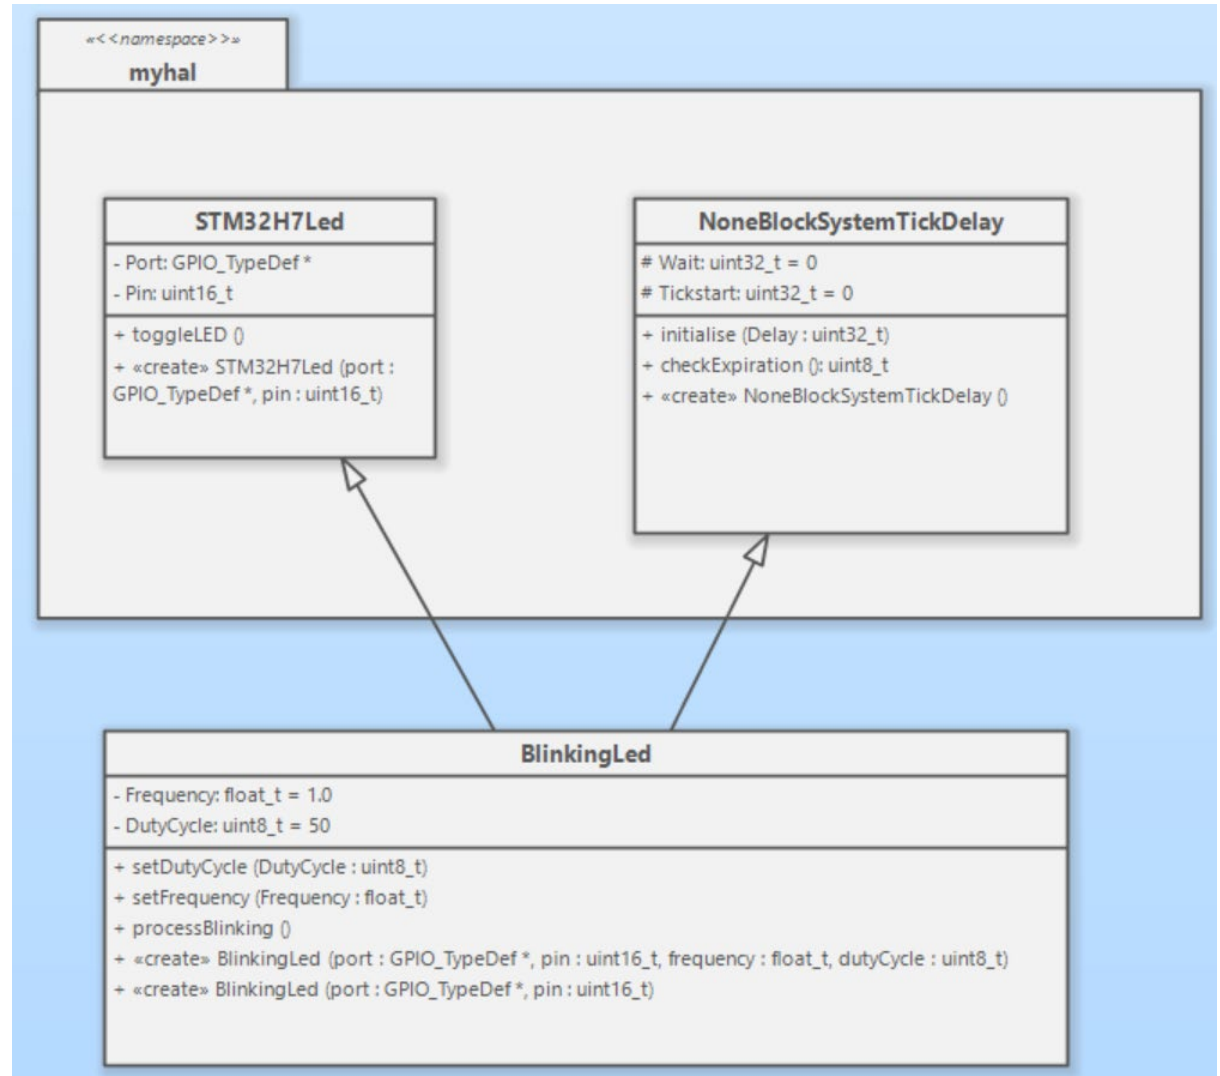 «<<namespace>>»
myhal
STM32H7Led
- Port: GPIO_TypeDef *
- Pin: uint16_t
+ toggleLED ()
+ «create» STM32H7Led (port :
GPIO_TypeDef *, pin : uint16_t)
NoneBlockSystemTickDelay
# Wait: uint32_t = 0
# Tickstart: uint32_t = 0
+ initialise (Delay : uint32_t)
+ checkExpiration (): uint8_t
+ «create» NoneBlockSystemTickDelay ()
BlinkingLed
- Frequency: float_t = 1.0
- DutyCycle: uint8_t = 50
+ setDutyCycle (DutyCycle : uint8_t)
+ setFrequency (Frequency : float_t)
+ processBlinking ()
+ «create» BlinkingLed (port : GPIO_TypeDef *, pin : uint16_t, frequency : float_t, dutyCycle : uint8_t)
+ «create» BlinkingLed (port : GPIO_TypeDef *, pin : uint16_t)